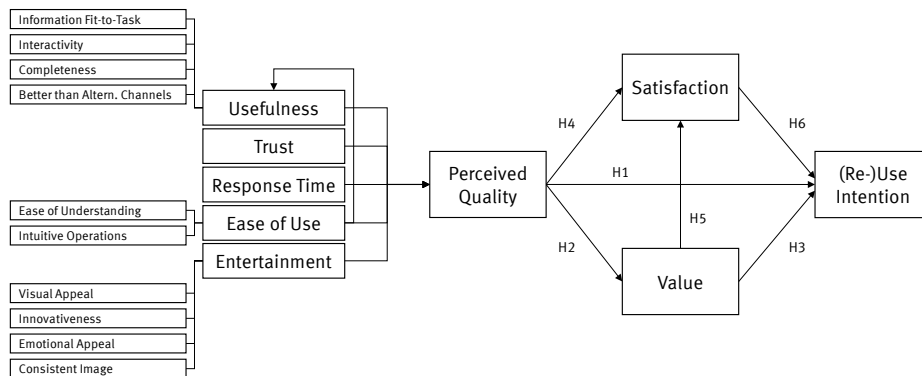 Information Fit-to-Task
Interactivity
Completeness
Better than Altern. Channels
Usefulness
Trust
Response Time
Ease of Use
Entertainment
Ease of Understanding
Intuitive Operations
Visual Appeal
Innovativeness
Emotional Appeal
Consistent Image
Perceived
Quality
H4
H1
H2
Satisfaction
H5
Value
H6
H3
(Re-)Use
Intention